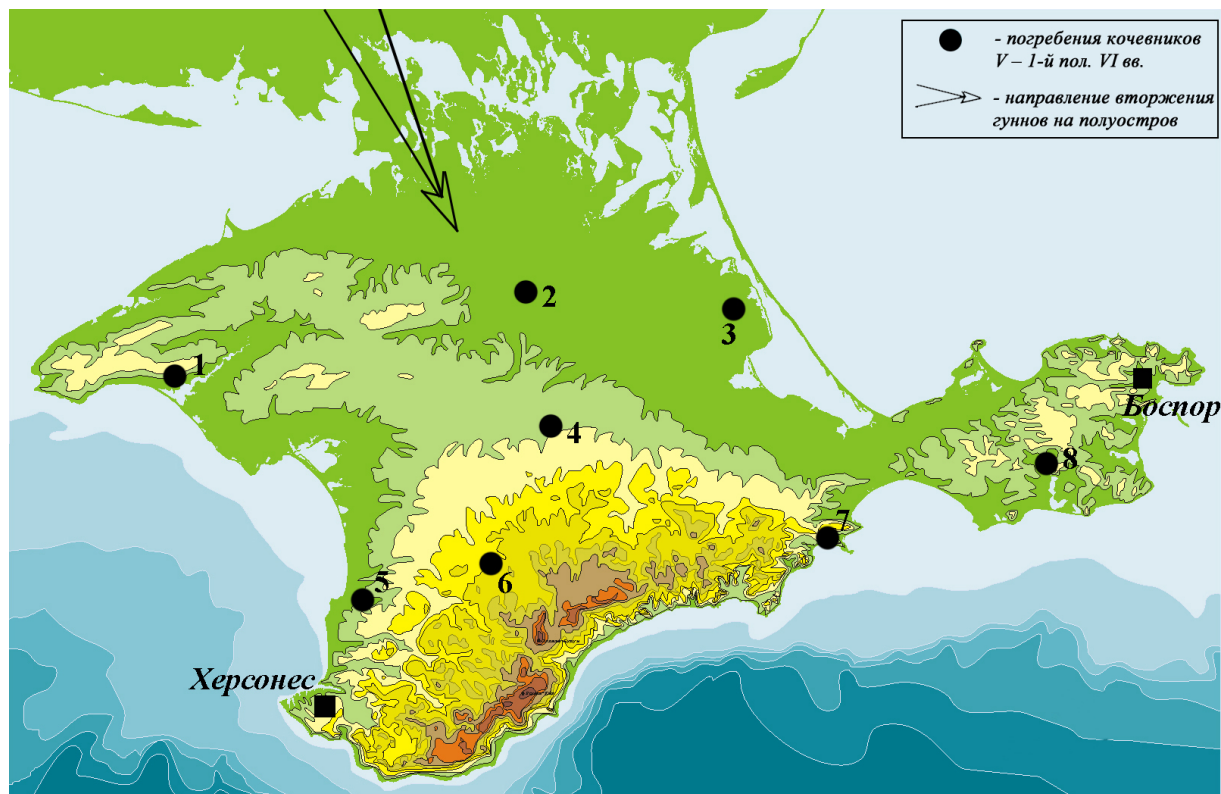 - погребения кочевников
V – 1-й пол. VI вв.
- направление вторжения
гуннов на полуостров
2
3
1
Боспор
4
8
7
5
6
Херсонес